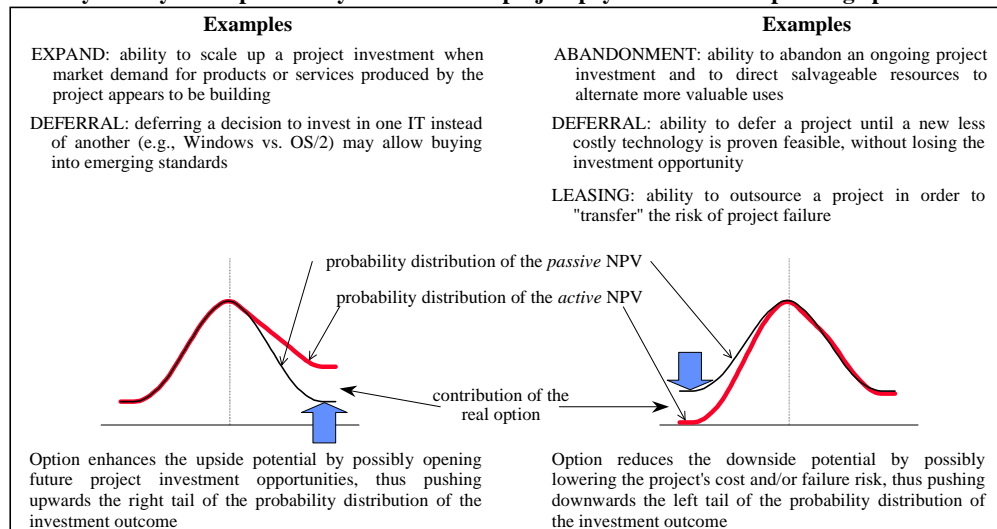 Examples
EXPAND: ability to scale up a project investment when
market demand for products or services produced by the
project appears to be building
DEFERRAL: deferring a decision to invest in one IT instead
of another (e.g., Windows vs. OS/2) may allow buying
into emerging standards
Examples
ABANDONMENT: ability to abandon an ongoing project
investment and to direct salvageable resources to
alternate more valuable uses
DEFERRAL: ability to defer a project until a new less
costly technology is proven feasible, without losing the
investment opportunity
LEASING: ability to outsource a project in order to
"transfer" the risk of project failure
probability distribution of the passive NPV
probability distribution of the active NPV
contribution of the
real option
Option enhances the upside potential by possibly opening
future project investment opportunities, thus pushing
upwards the right tail of the probability distribution of the
investment outcome
Option reduces the downside potential by possibly
lowering the project's cost and/or failure risk, thus pushing
downwards the left tail of the probability distribution of
the investment outcome